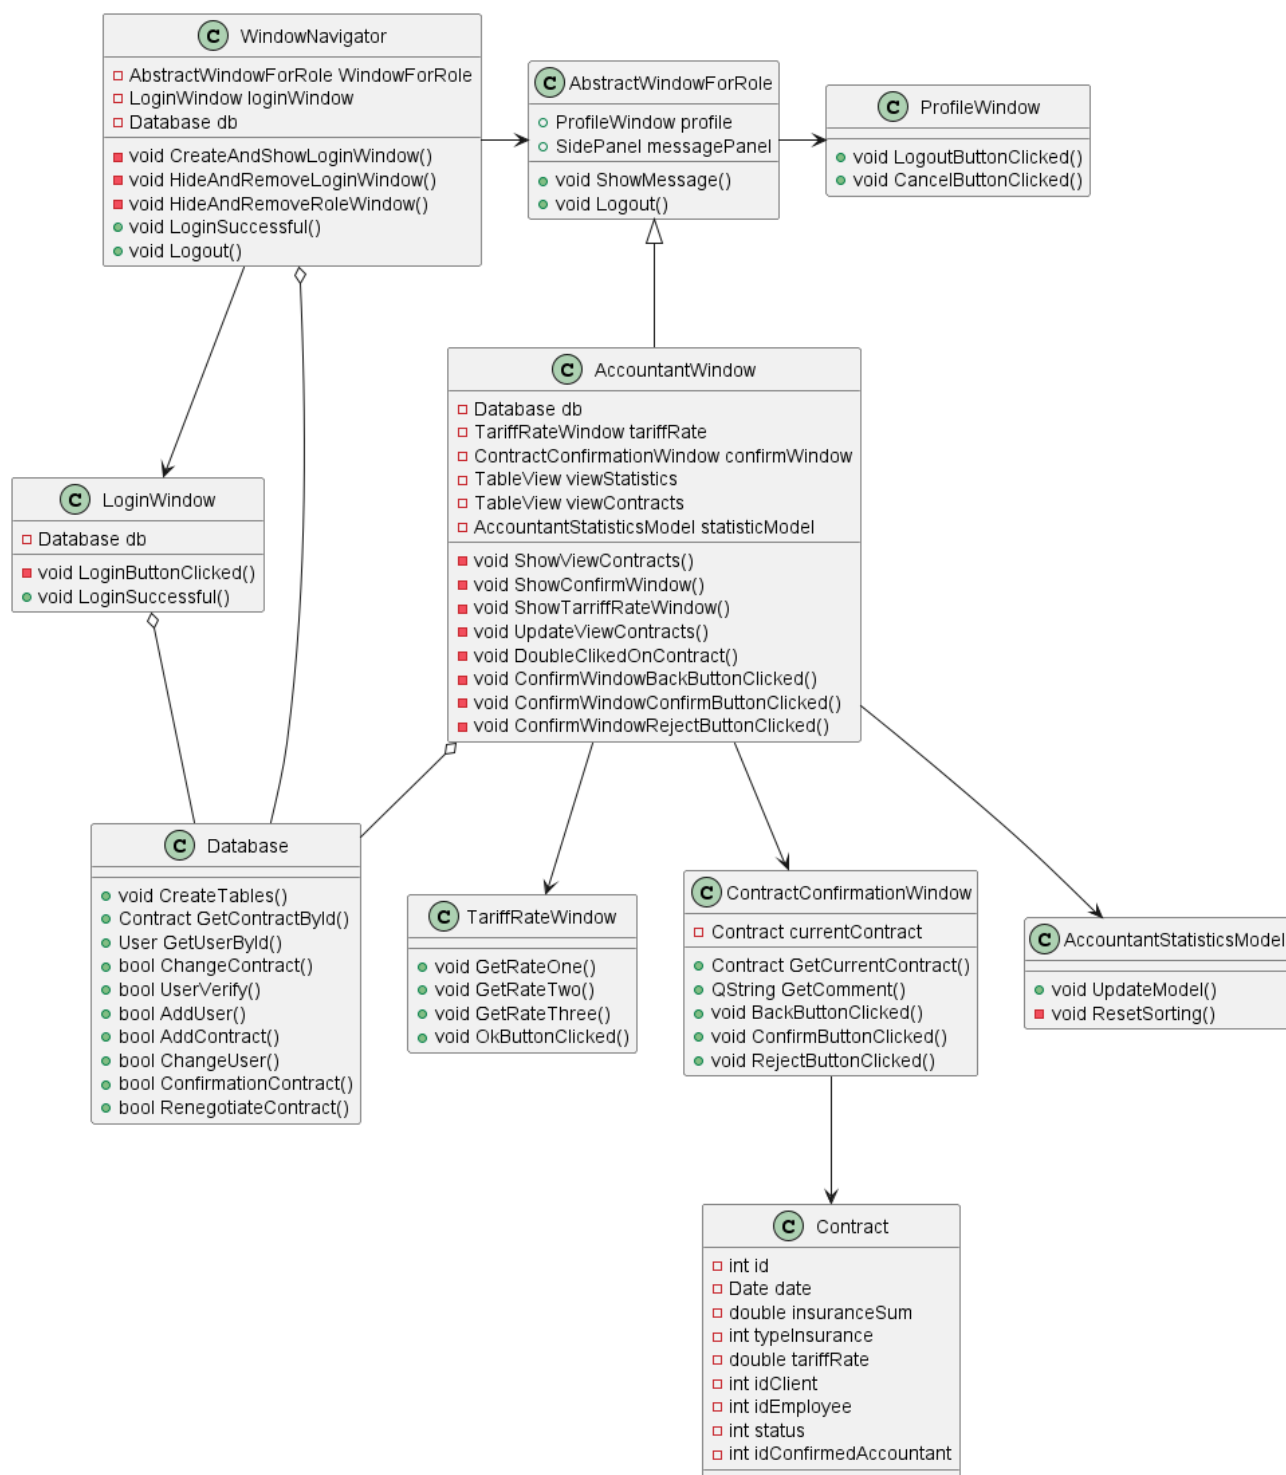 C WindowNavigator
AbstractWindowForRole WindowForRole
LoginWindow loginWindow
Database db
void CreateAndShowLoginWindow()
void HideAndRemoveLoginWindow()
void HideAndRemoveRoleWindow()
void LoginSuccessful()
void Logout()
C AbstractWindowForRole
ProfileWindow profile
SidePanel messagePanel
void ShowMessage()
void Logout()
C ProfileWindow
void LogoutButtonClicked()
void CancelButtonClicked()
C AccountantWindow
Database db
TariffRateWindow tariffRate
ContractConfirmationWindow confirmWindow
TableView viewStatistics
TableView viewContracts
AccountantStatisticsModel statisticModel
void ShowViewContracts()
void ShowConfirmWindow()
void ShowTarriffRateWindow()
void UpdateViewContracts()
void DoubleClikedOnContract()
void ConfirmWindowBackButtonClicked()
void ConfirmWindowConfirmButtonClicked()
void ConfirmWindowRejectButtonClicked()
C LoginWindow
Database db
void LoginButtonClicked()
void LoginSuccessful()
C Database
void CreateTables()
Contract GetContractById()
User GetUserById()
bool ChangeContract()
bool UserVerify()
bool AddUser()
bool AddContract()
bool ChangeUser()
bool ConfirmationContract()
bool RenegotiateContract()
C TariffRateWindow
void GetRateOne()
void GetRateTwo()
void GetRateThree()
void OkButtonClicked()
C ContractConfirmationWindow
Contract currentContract
Contract GetCurrentContract()
QString GetComment()
void BackButtonClicked()
void ConfirmButtonClicked()
void RejectButtonClicked()
C AccountantStatisticsModel
void UpdateModel()
void ResetSorting()
C Contract
int id
Date date
double insuranceSum
int typeInsurance
double tariffRate
int idClient
int idEmployee
int status
int idConfirmedAccountant